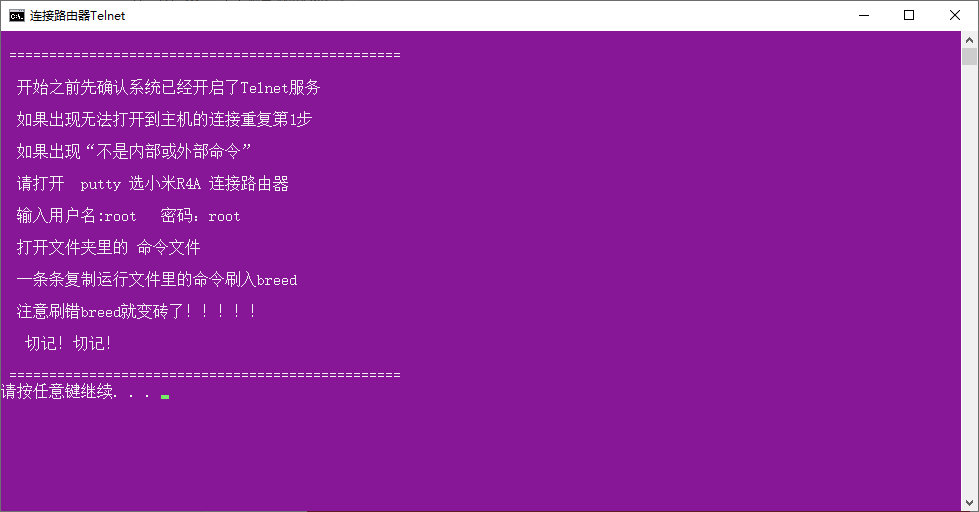 连接路由器Telnet
=================================================
开始之前先确认系统已经开启了Telnet服务
如果出现无法打开到主机的连接重复第1步
如果出现“不是内部或外部命令”
请打开  putty 选小米R4A 连接路由器
输入用户名:root   密码：root
打开文件夹里的 命令文件
一条条复制运行文件里的命令刷入breed
注意刷错breed就变砖了！！！！！
切记！切记！
=================================================
请按任意键继续. . .